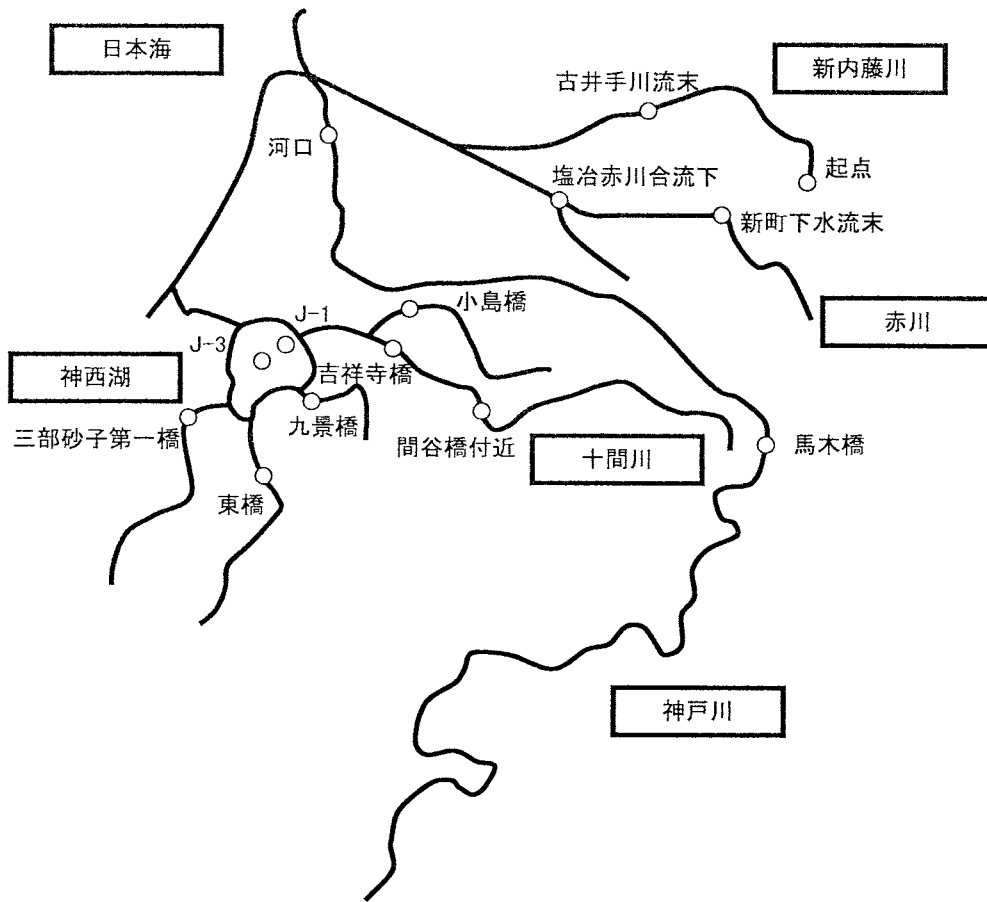 日本海
新内藤川
古井手川流末
河口
起点
塩冶赤川合流下
新町下水流末
小島橋
赤川
J-1
J-3
神西湖
吉祥寺橋
三部砂子第一橋
九景橋
間谷橋付近
十間川
馬木橋
東橋
神戸川